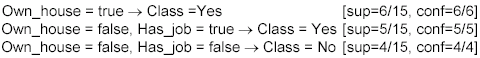 Own_house = true → Class =Yes [sup=6/15, conf=6/6]
Own_house = false, Has_job = true → Class = Yes [sup=5/15, conf=5/5]
Own_house = false, Has_job = false → Class = No [sup=4/15, conf=4/4]